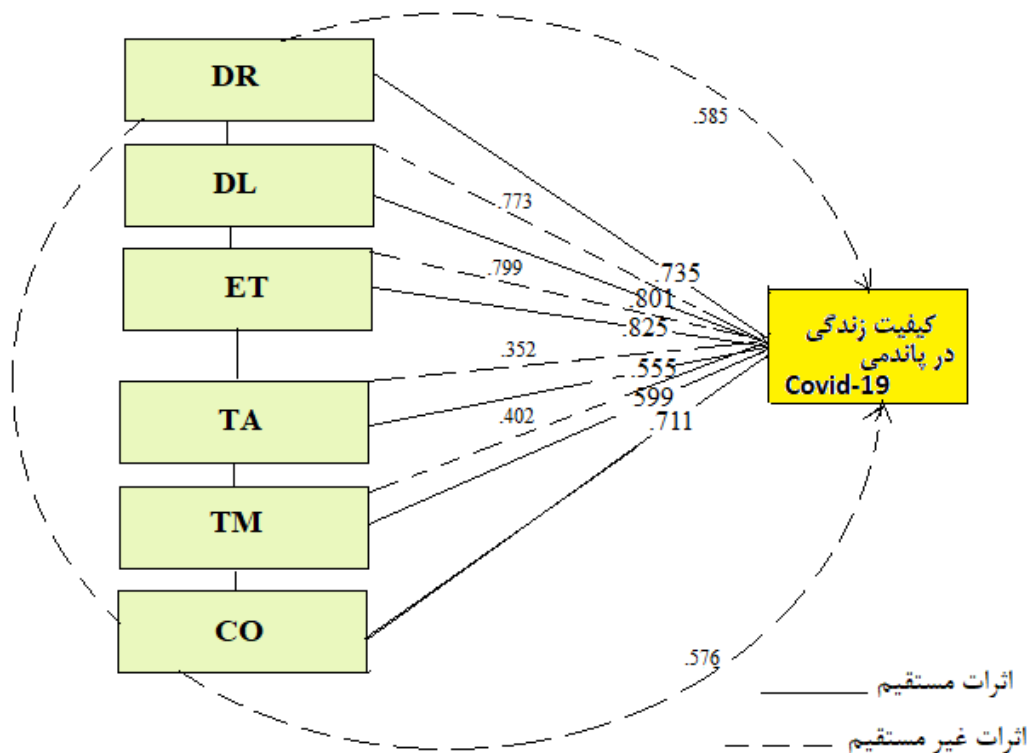 DR
.585
DL
.773
.735
ET
.799
.801
.825
کیفیت زندگی
در پاندمی
Covid-19
.352
.555
TA
.402
599
.711
TM
CO
.576
اثرات مستقیم
اثرات غیر مستقیم